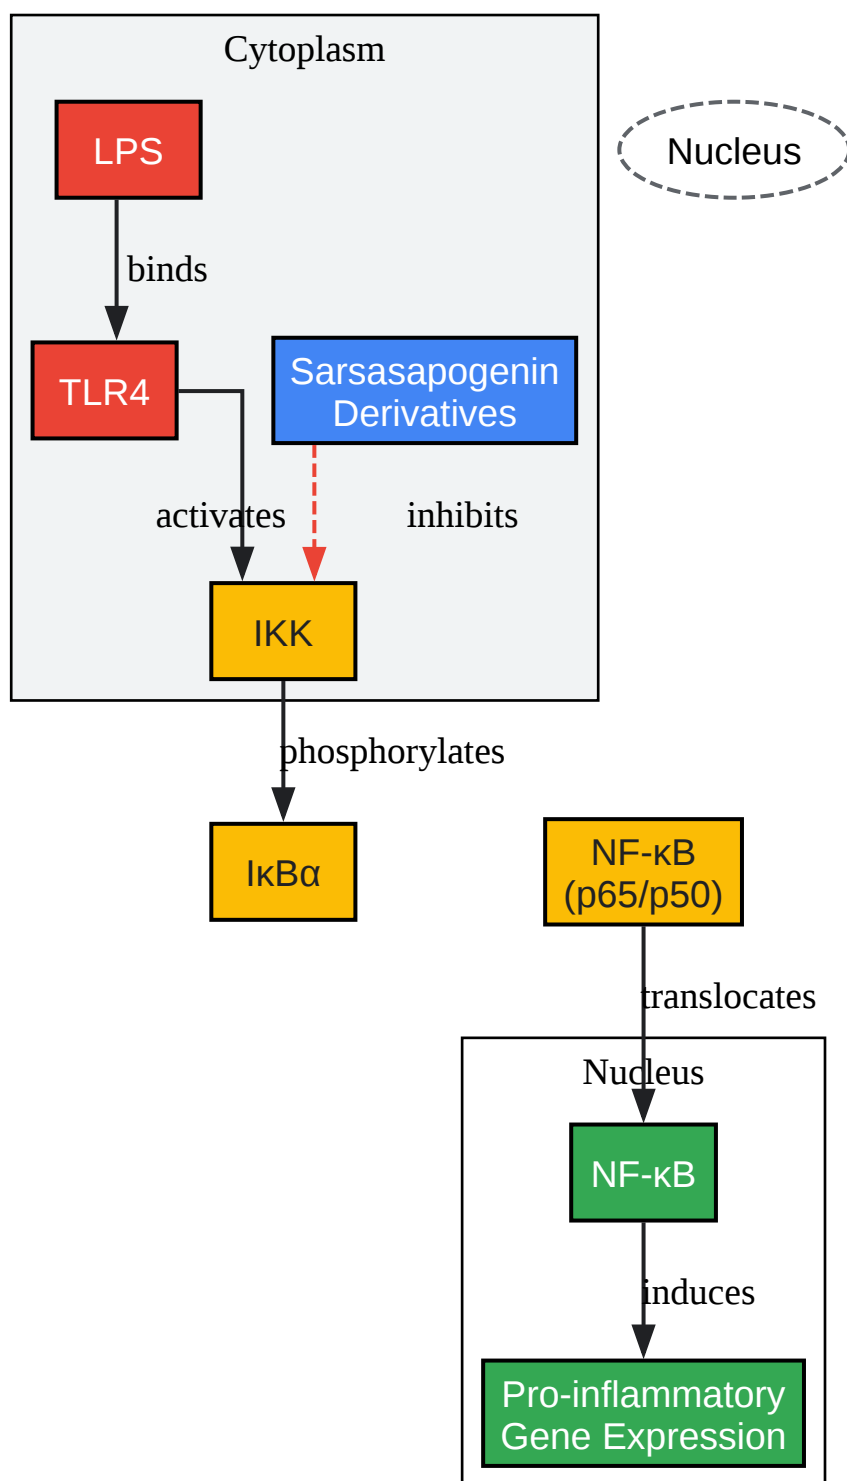 Cytoplasm
LPS
Nucleus
binds
TLR4
Sarsasapogenin
Derivatives
activates
inhibits
IKK
phosphorylates
IκBα
NF-κB
(p65/p50)
translocates
Nucleus
NF-κB
induces
Pro-inflammatory
Gene Expression